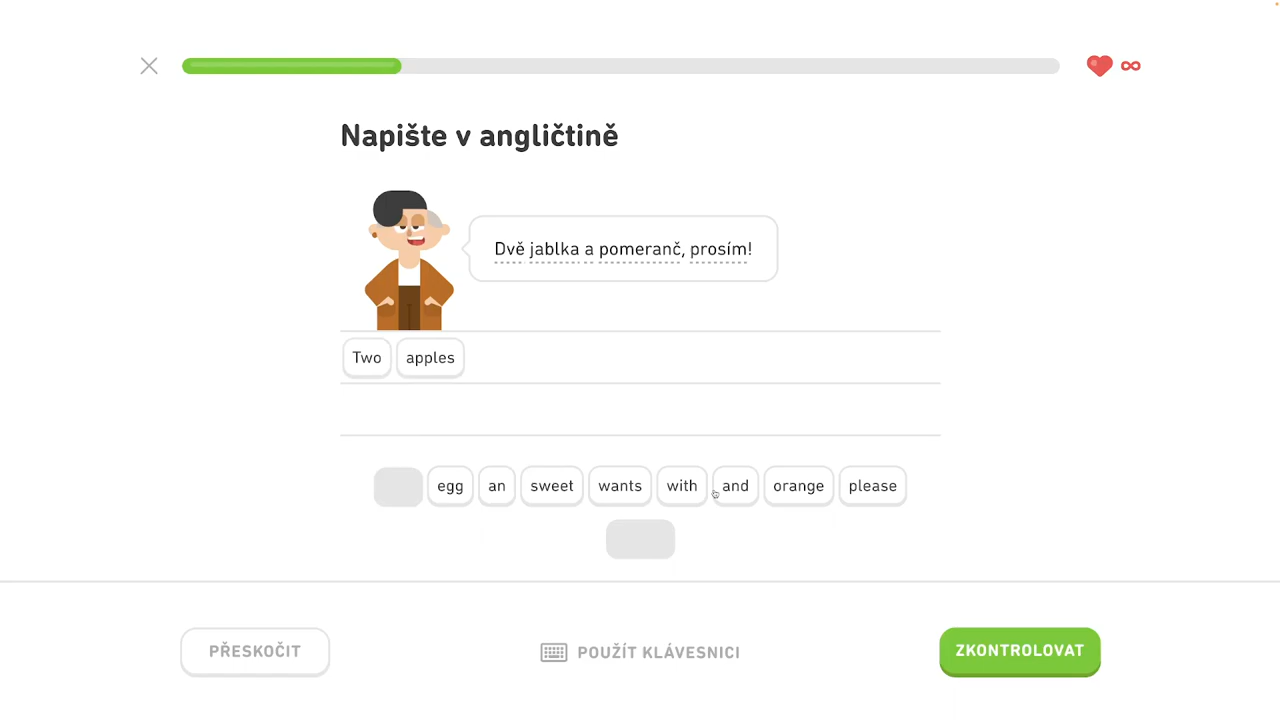 ∞
Napište v angličtině
Dvě jablka a pomeranč, prosím!
Two apples
egg an sweet wants with and orange please
PŘESKOČIT
POUŽÍT KLÁVESNICI
ZKONTROLOVAT